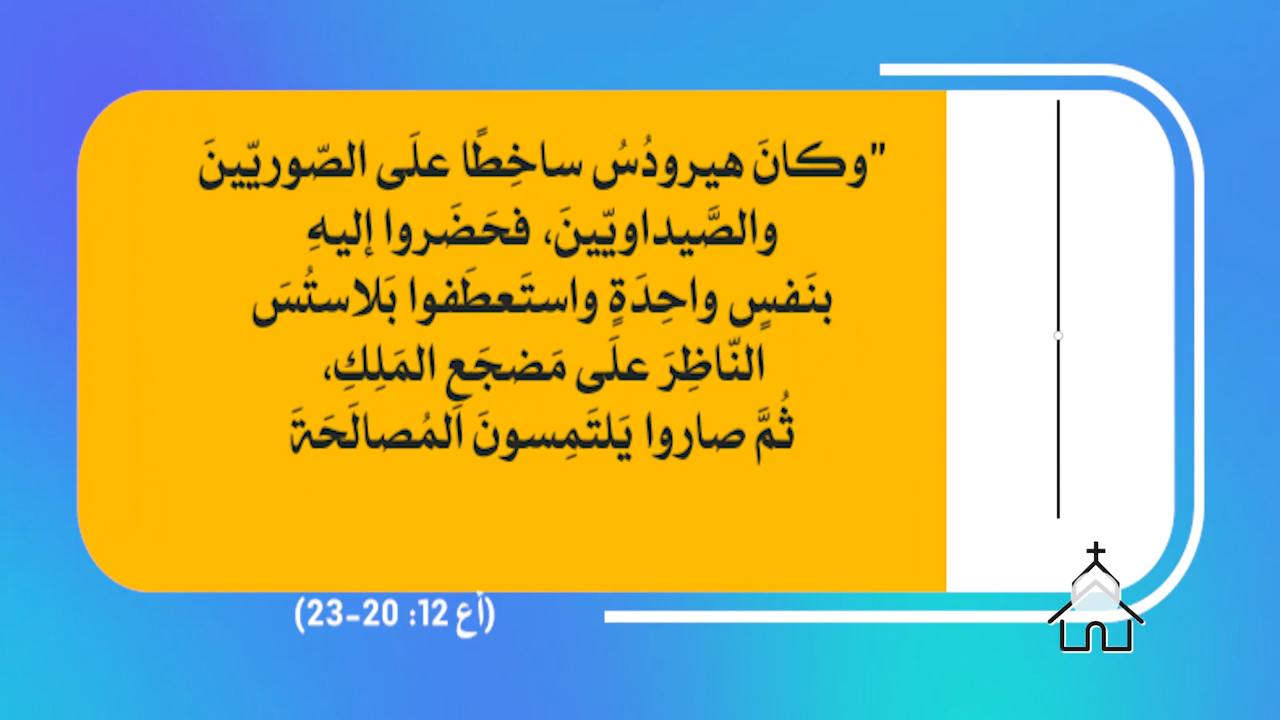 "وكانَ هيرودُسُ ساخِطًا علَى الصّوريّينَ
والصَّيداويّينَ، فحَضَروا إليهِ
بنَفسٍ واحِدَةٍ واستَعطَفوا بَلاستُسَ
النّاظِرَ علَى مَضجَعِ المَلِكِ،
ثُمَّ صاروا يَلتَمِسونَ المُصالَحَةَ
(أع 12: 20-23)